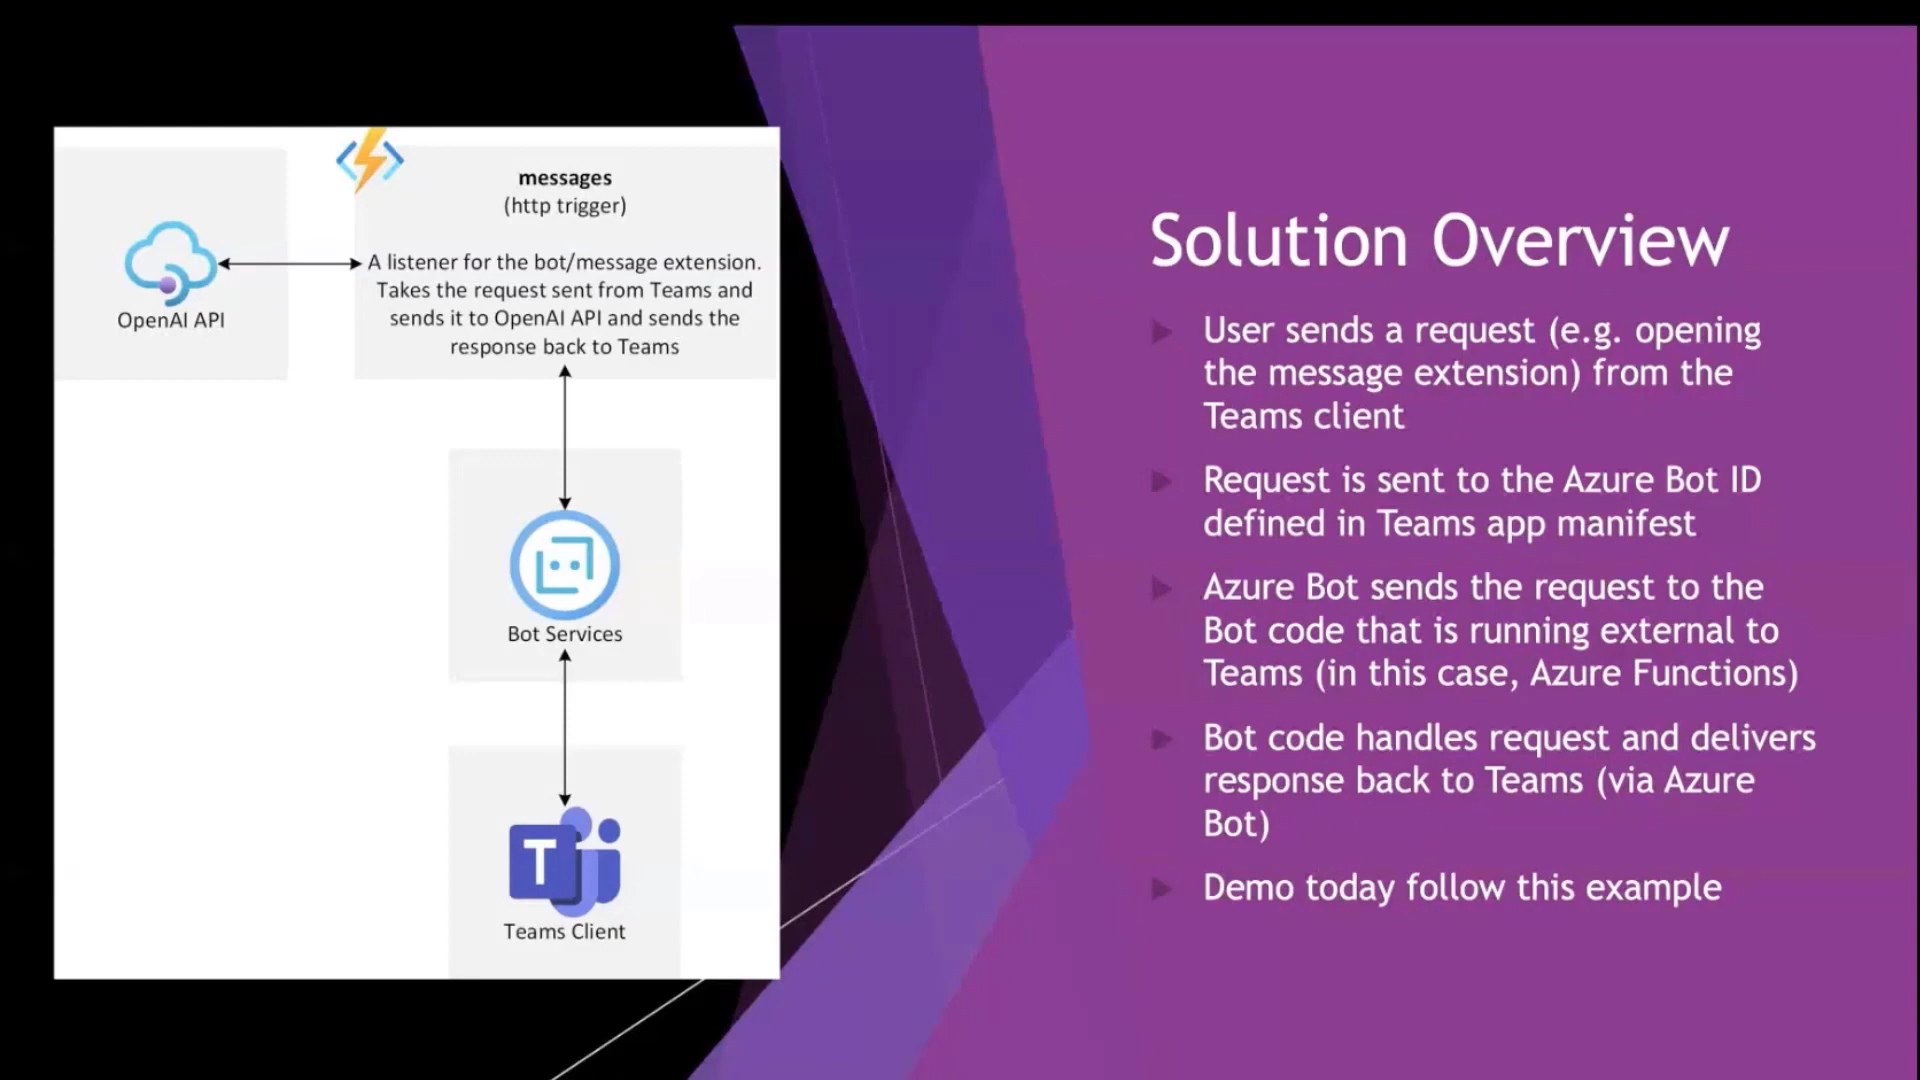 messages
(http trigger)
A listener for the bot/message extension.
Takes the request sent from Teams and
sends it to OpenAI API and sends the
response back to Teams
OpenAI API
Bot Services
T
Teams Client
Solution Overview
User sends a request (e.g. opening
the message extension) from the
Teams client
Request is sent to the Azure Bot ID
defined in Teams app manifest
Azure Bot sends the request to the
Bot code that is running external to
Teams (in this case, Azure Functions)
Bot code handles request and delivers
response back to Teams (via Azure
Bot)
Demo today follow this example